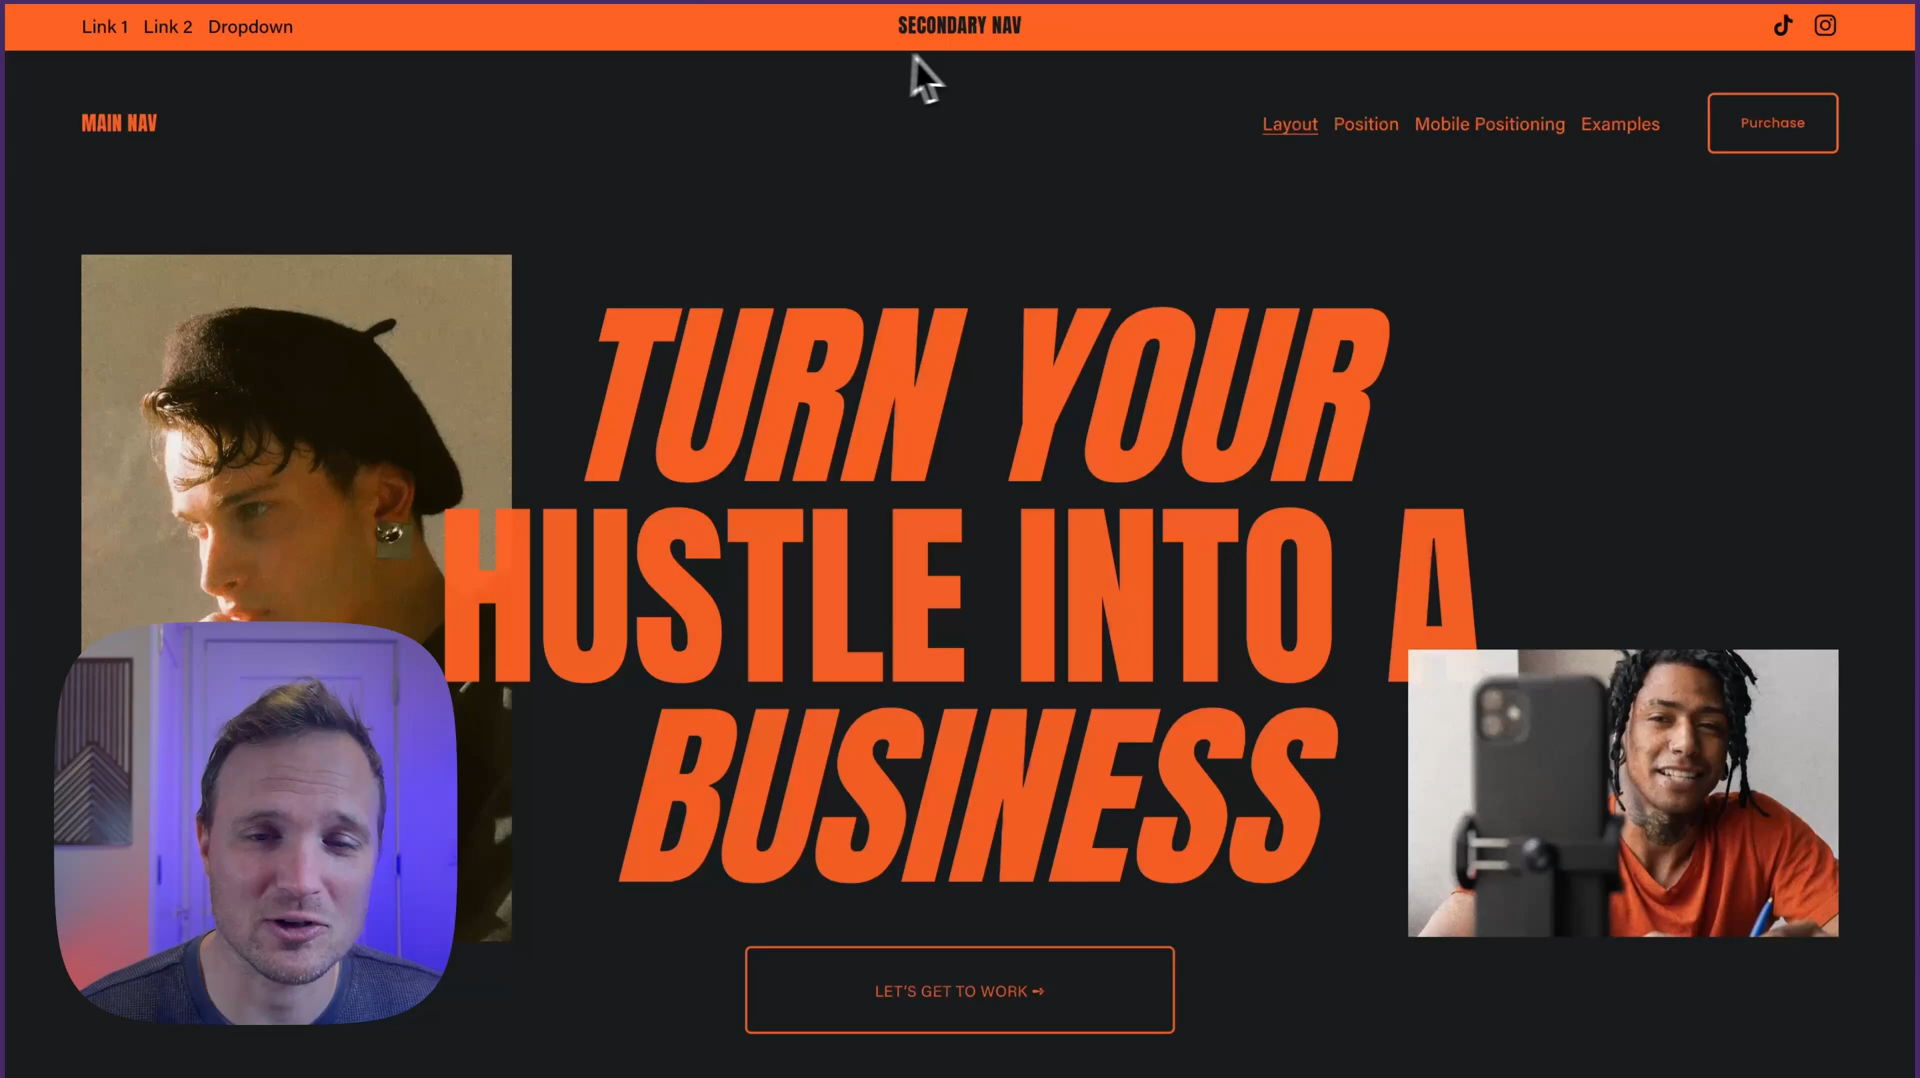 Link 1 Link 2 Dropdown
SECONDARY NAV
MAIN NAV
Layout Position Mobile Positioning Examples
Purchase
TURN YOUR
HUSTLE INTO A
BUSINESS
LET'S GET TO WORK ➻